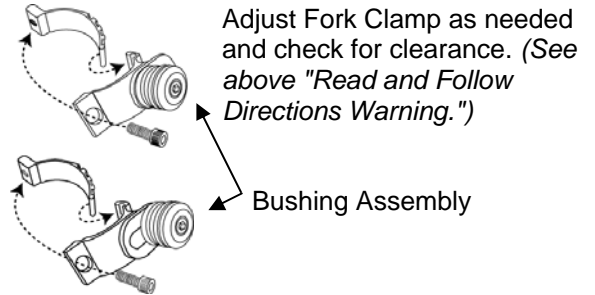 Adjust Fork Clamp as needed
and check for clearance. (See
above "Read and Follow
Directions Warning.")
Bushing Assembly